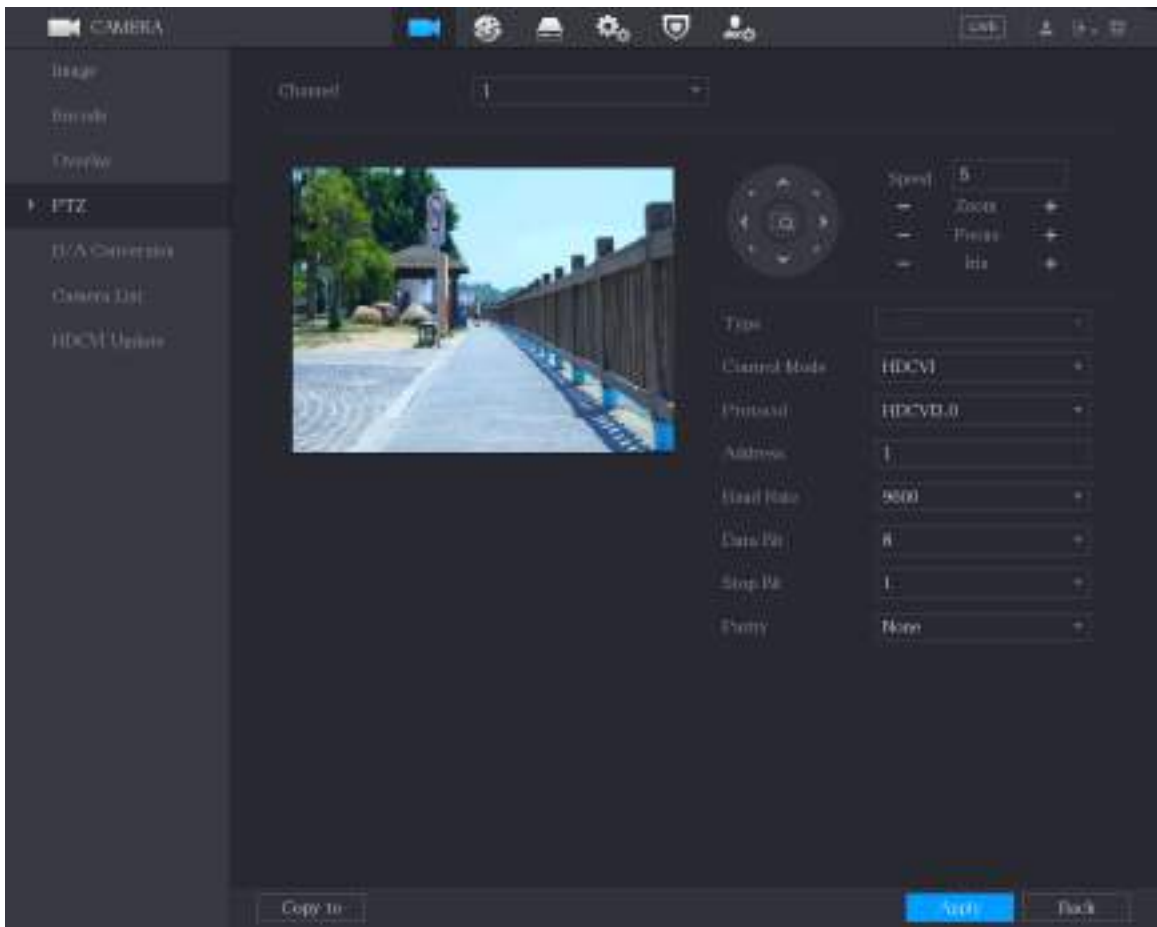 CAMERA
LIVE
Image
Encode
Overlay
PTZ
D/A Conversion
Camera List
HDCVI Update
Channel 1
Speed 5
Zoom
Focus
Iris
Type
Control Mode HDCVI
Protocol HDCVI3.0
Address 1
Baud Rate 9600
Data Bit 8
Stop Bit 1
Parity None
Copy to Apply Back